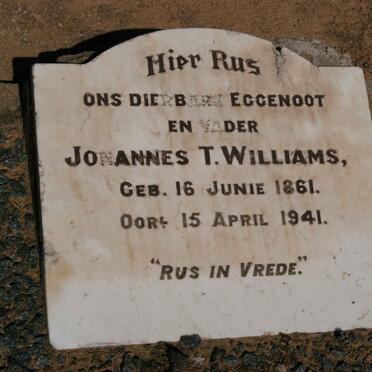 Hier Rus
ONS DIERBARE EGGENOOT
EN VADER
JOHANNES T. WILLIAMS,
GEB. 16 JUNIE 1861.
OORL 15 APRIL 1941.
"RUS IN VREDE."